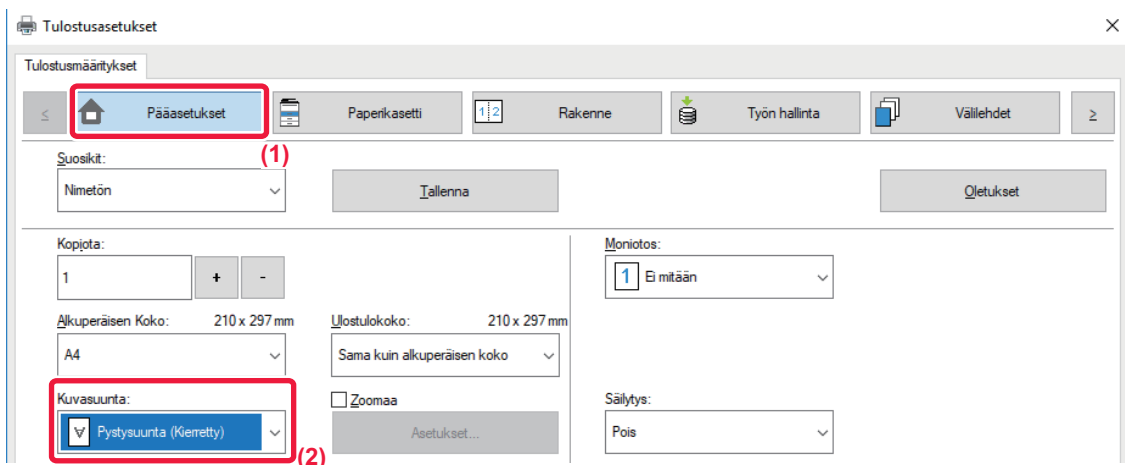 Tulostusasetukset
Tulostusmääritykset
≤ Pääasetukset Paperikasetti 1 2 Rakenne Työn hallinta Välilehdet ≥
(1)
Suosikit:
Nimetön Tallenna Oletukset
Kopiota: Moniotos:
1 + - 1 Ei mitään
Alkuperäisen Koko: 210 x 297 mm Ulostulokoko: 210 x 297 mm
A4 Sama kuin alkuperäisen koko
Kuvasuunta: Zoomaa Säilytys:
A Pystysuunta (Kierretty) Asetukset... Pois
(2)